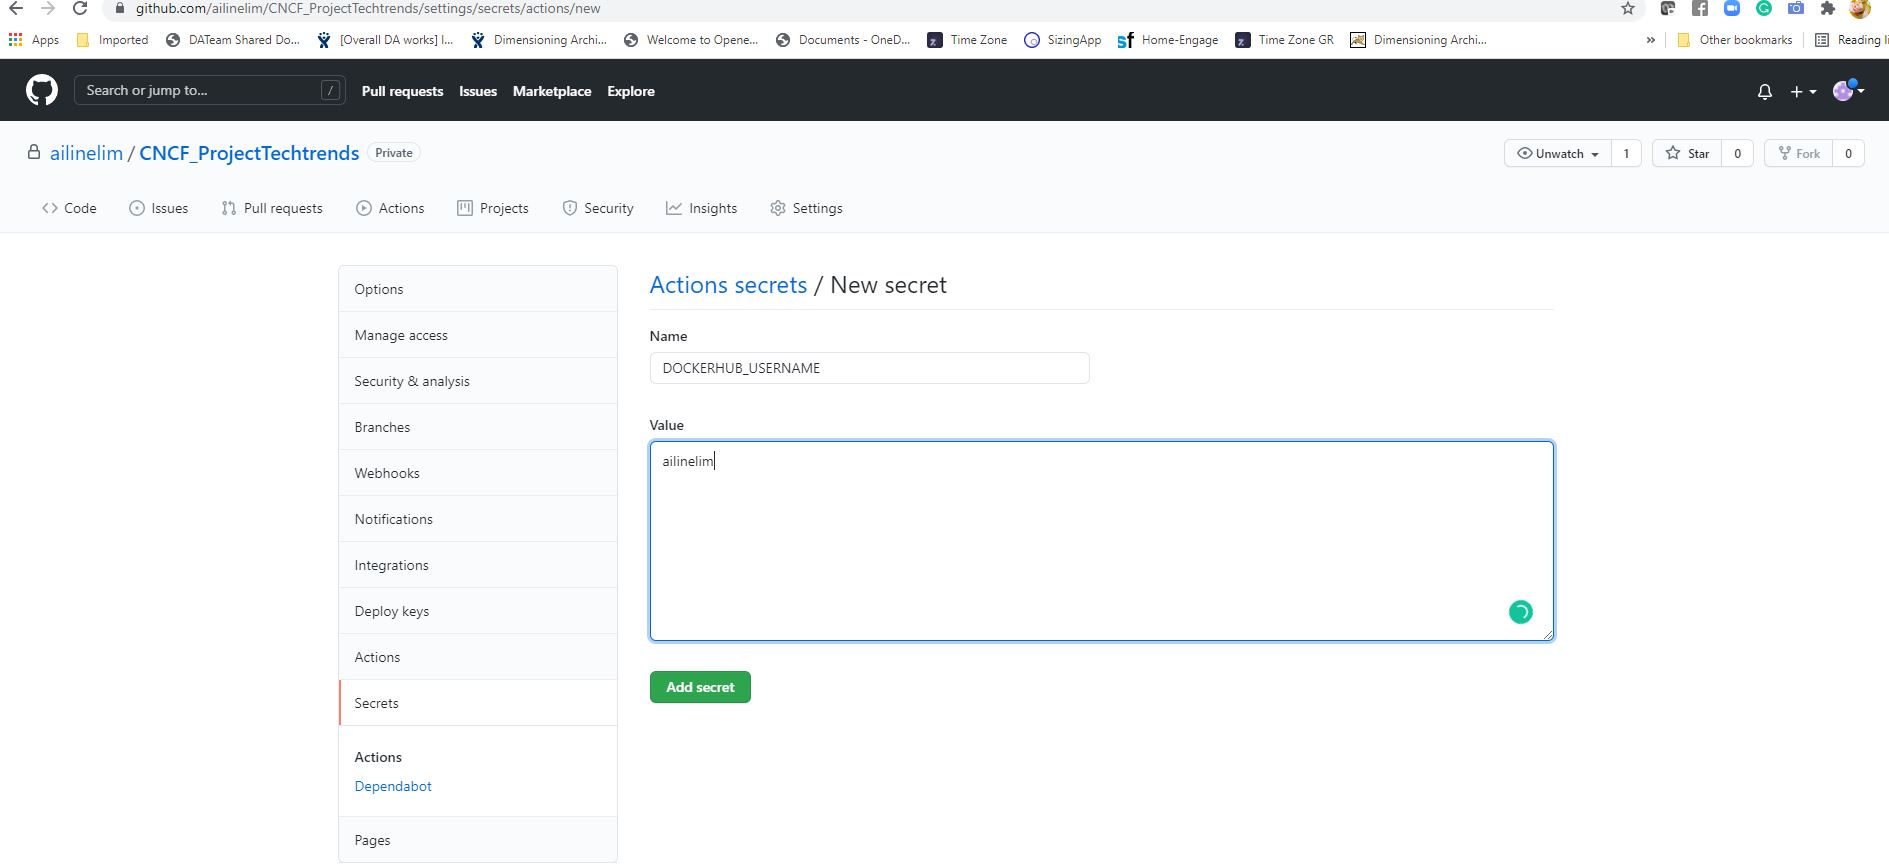 github.com/ailinelim/CNCF_ProjectTechtrends/settings/secrets/actions/new
Apps Imported DATeam Shared Do... [Overall DA works] I... Dimensioning Archi... Welcome to Opene... Documents - OneD... Time Zone SizingApp Home-Engage Time Zone GR Dimensioning Archi... » Other bookmarks Reading li
Search or jump to... / Pull requests Issues Marketplace Explore
ailinelim / CNCF_ProjectTechtrends Private Unwatch 1 Star 0 Fork 0
Code Issues Pull requests Actions Projects Security Insights Settings
Options
Manage access
Security & analysis
Branches
Webhooks
Notifications
Integrations
Deploy keys
Actions
Secrets
Actions
Dependabot
Pages
Actions secrets / New secret
Name
DOCKERHUB_USERNAME
Value
ailinelim
Add secret